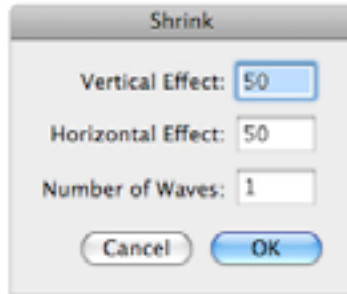 Shrink
Vertical Effect: 50
Horizontal Effect: 50
Number of Waves: 1
Cancel OK